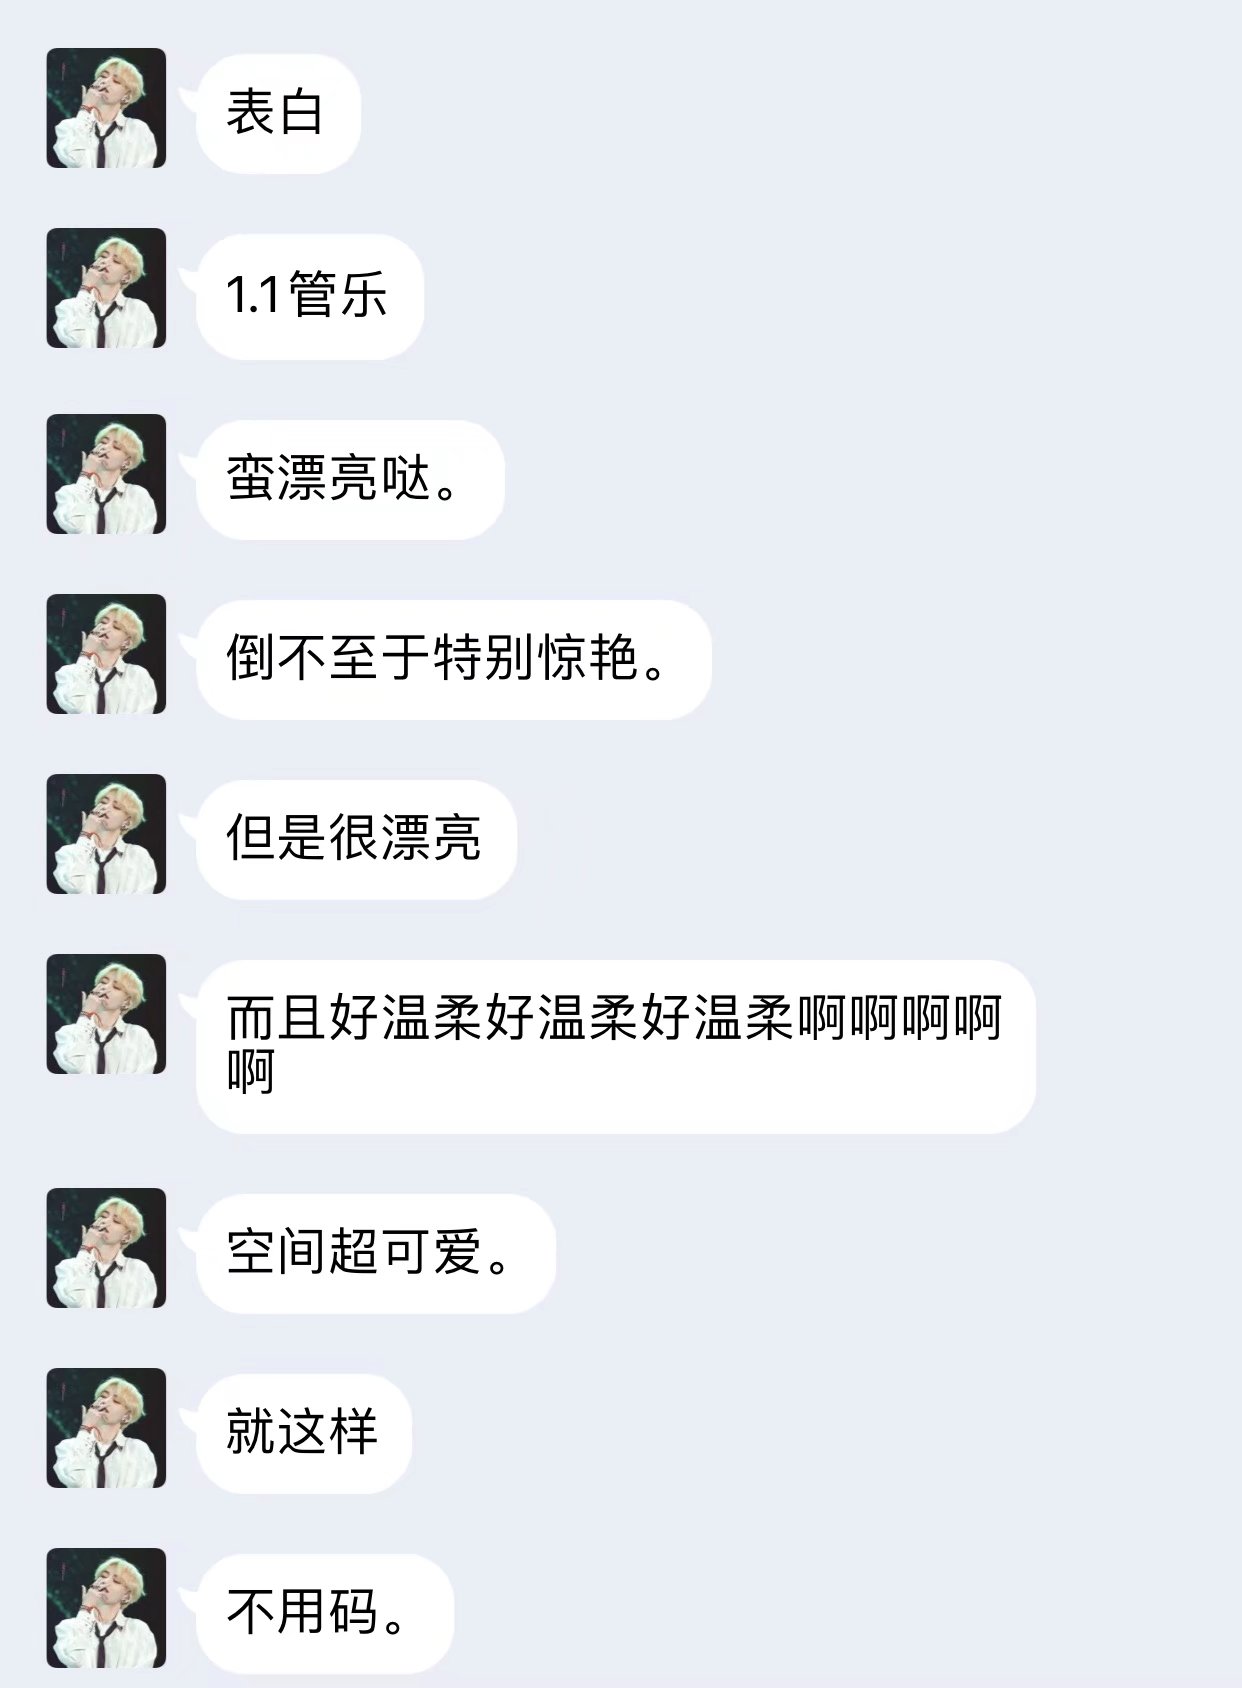 表白
1.1管乐
蛮漂亮哒。
倒不至于特别惊艳。
但是很漂亮
而且好温柔好温柔好温柔啊啊啊啊
啊
空间超可爱。
就这样
不用码。